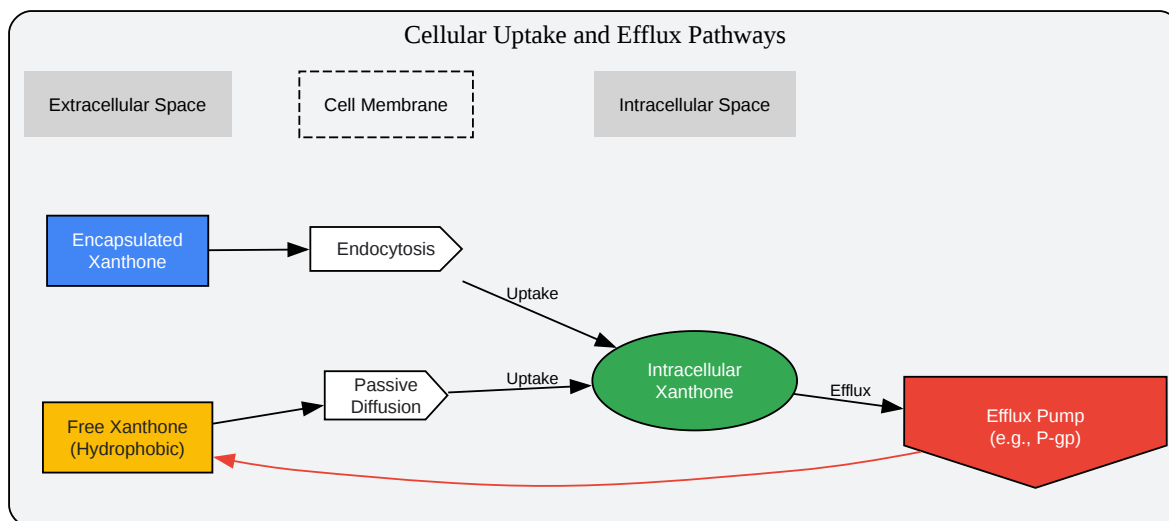 Cellular Uptake and Efflux Pathways
Extracellular Space
Cell Membrane
Intracellular Space
Encapsulated
Xanthone
Endocytosis
Uptake
Free Xanthone
(Hydrophobic)
Passive
Diffusion
Uptake
Intracellular
Xanthone
Efflux
Efflux Pump
(e.g., P-gp)